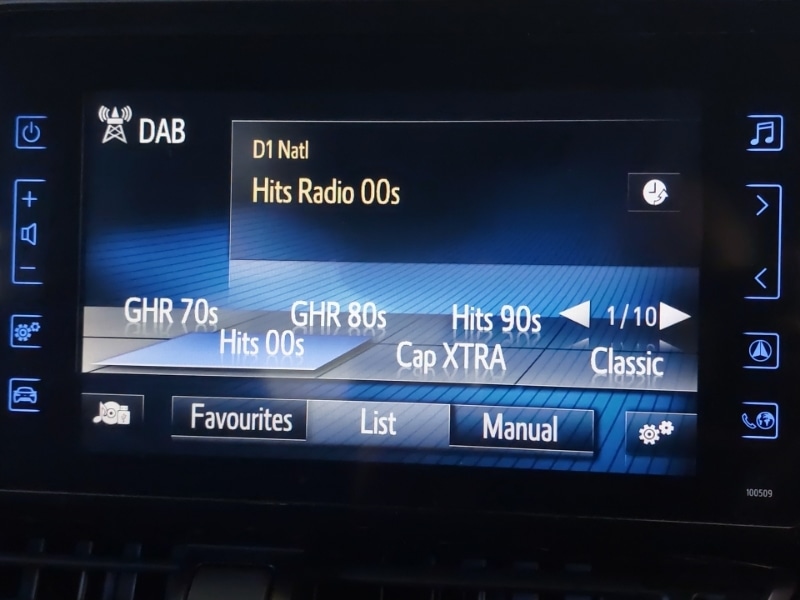 DAB
D1 Natl
Hits Radio 00s
GHR 70s GHR 80s Hits 90s 1/10
Hits 00s Cap XTRA Classic
Favourites List Manual
100509